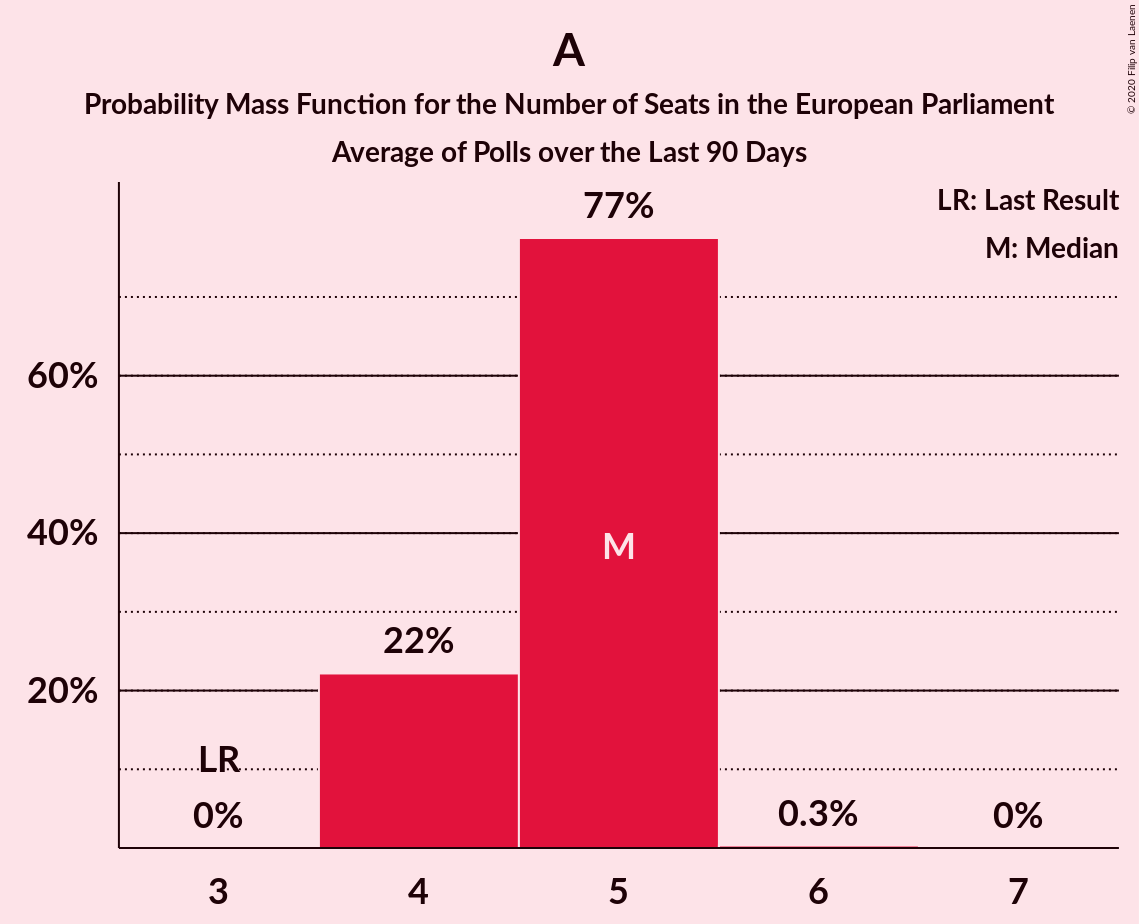 A
Probability Mass Function for the Number of Seats in the European Parliament
Average of Polls over the Last 90 Days
© 2020 Filip van Laenen
LR: Last Result
M: Median
77%
60%
40%
M
22%
20%
LR
0%
0.3%
0%
3 4 5 6 7